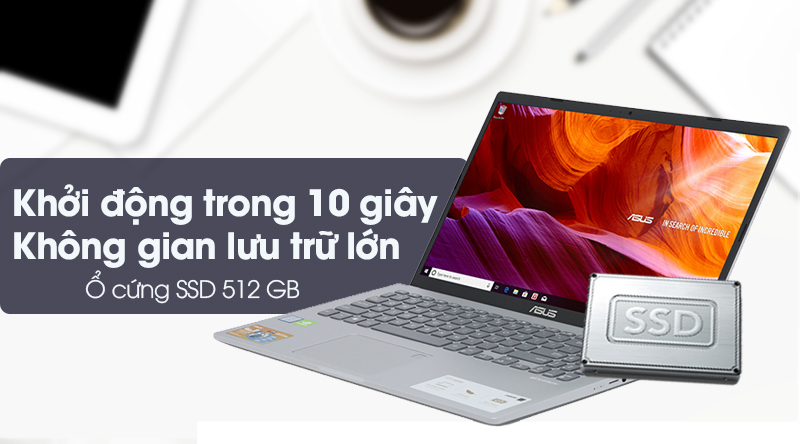 Khởi động trong 10 giây
Không gian lưu trữ lớn
Ổ cứng SSD 512 GB
ASUS
IN SEARCH OF INCREDIBLE
ASUS
SSD